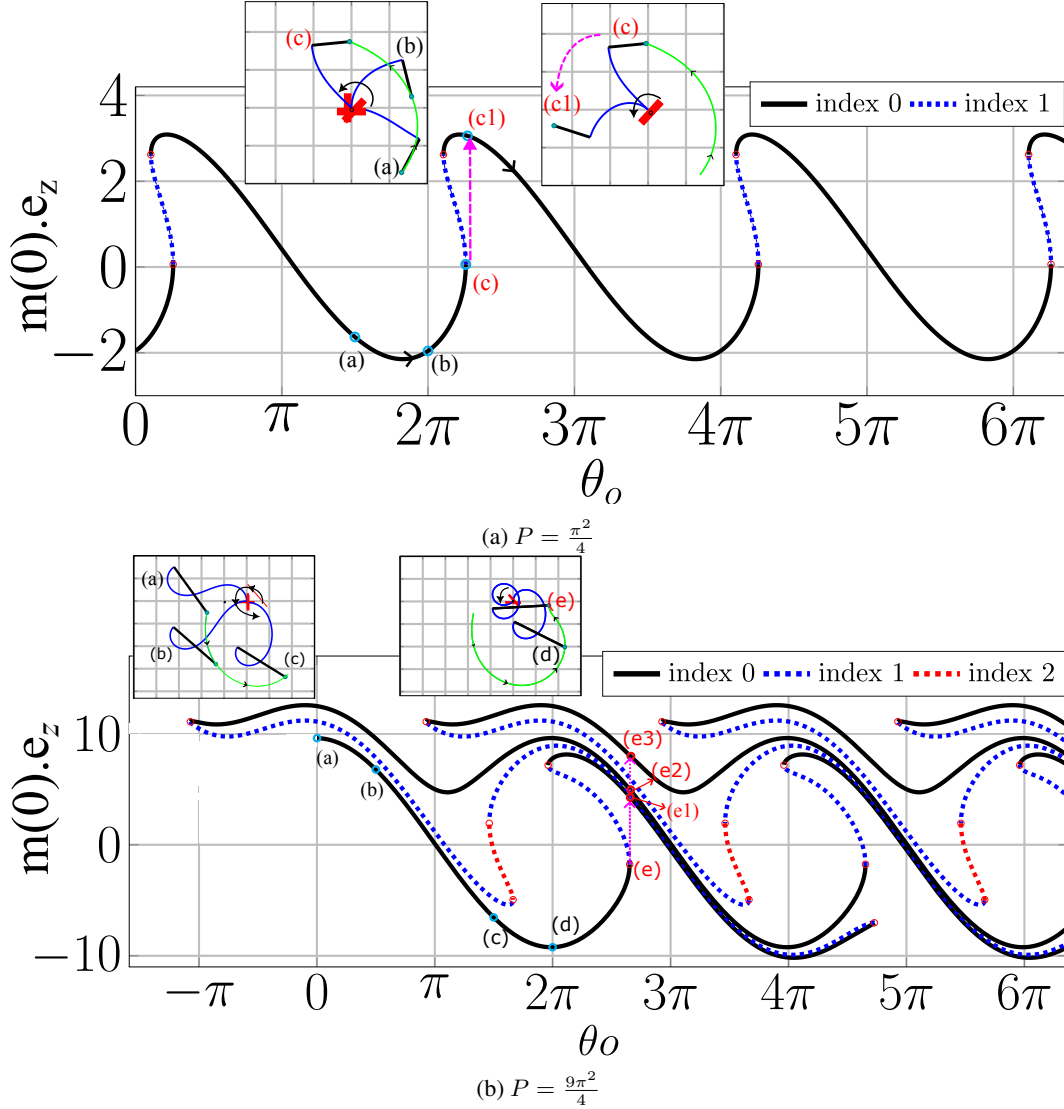 (c) (b) (a)
(c) (c1)
index 0 index 1
m(0).e_z
4
2
0
−2
(c1)
(c)
(a) (b)
0 π 2π 3π 4π 5π 6π
θ_o
(a) P = π²/4
(a) (b) (c)
(e) (d)
index 0 index 1 index 2
m(0).e_z
10
0
−10
(a)
(b)
(c) (d)
(e3)
(e2)
(e1)
(e)
−π 0 π 2π 3π 4π 5π 6π
θo
(b) P = 9π²/4